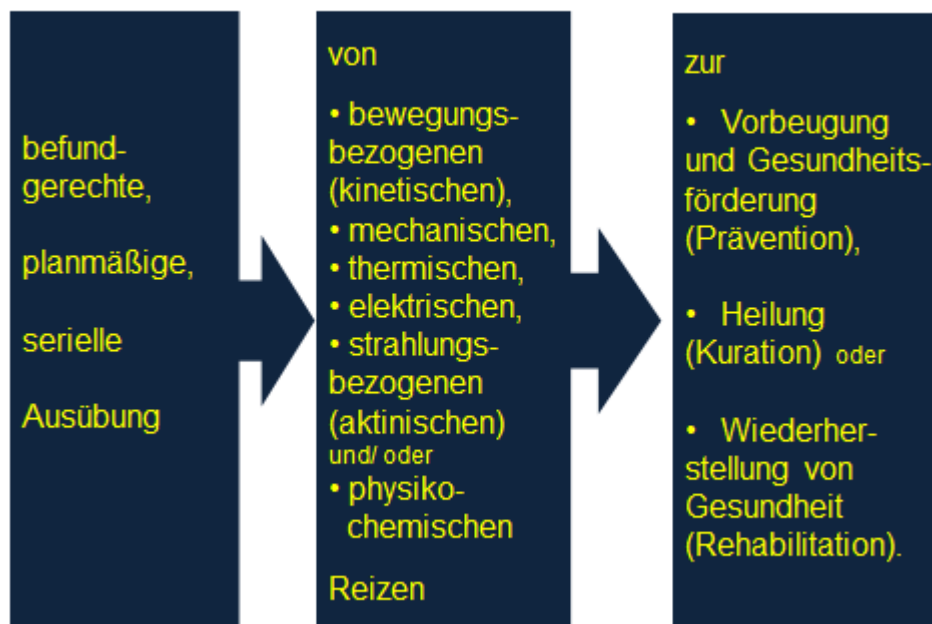 befund-
gerechte,
planmäßige,
serielle
Ausübung
von
• bewegungs-
bezogenen
(kinetischen),
• mechanischen,
• thermischen,
• elektrischen,
• strahlungs-
bezogenen
(aktinischen)
und/ oder
• physiko-
chemischen
Reizen
zur
• Vorbeugung
und Gesundheits-
förderung
(Prävention),
• Heilung
(Kuration) oder
• Wiederher-
stellung von
Gesundheit
(Rehabilitation).